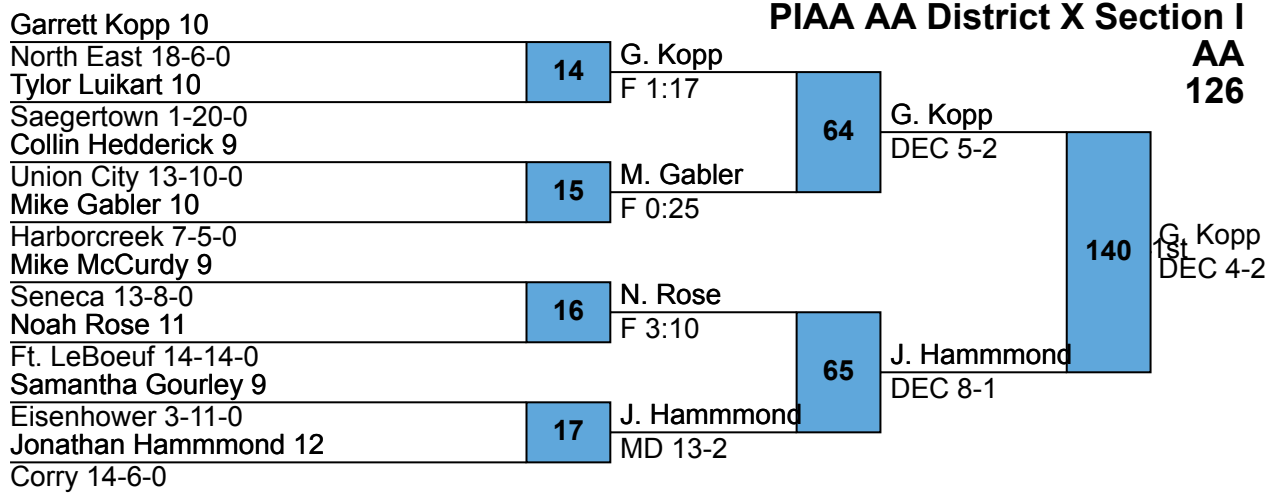 PIAA AA District X Section I
AA
126
Garrett Kopp 10
North East 18-6-0
Tylor Luikart 10
Saegertown 1-20-0
Collin Hedderick 9
Union City 13-10-0
Mike Gabler 10
Harborcreek 7-5-0
Mike McCurdy 9
Seneca 13-8-0
Noah Rose 11
Ft. LeBoeuf 14-14-0
Samantha Gourley 9
Eisenhower 3-11-0
Jonathan Hammmond 12
Corry 14-6-0
14
15
16
17
G. Kopp
F 1:17
M. Gabler
F 0:25
N. Rose
F 3:10
J. Hammmond
MD 13-2
64
65
G. Kopp
DEC 5-2
J. Hammmond
DEC 8-1
140
1st
G. Kopp
DEC 4-2